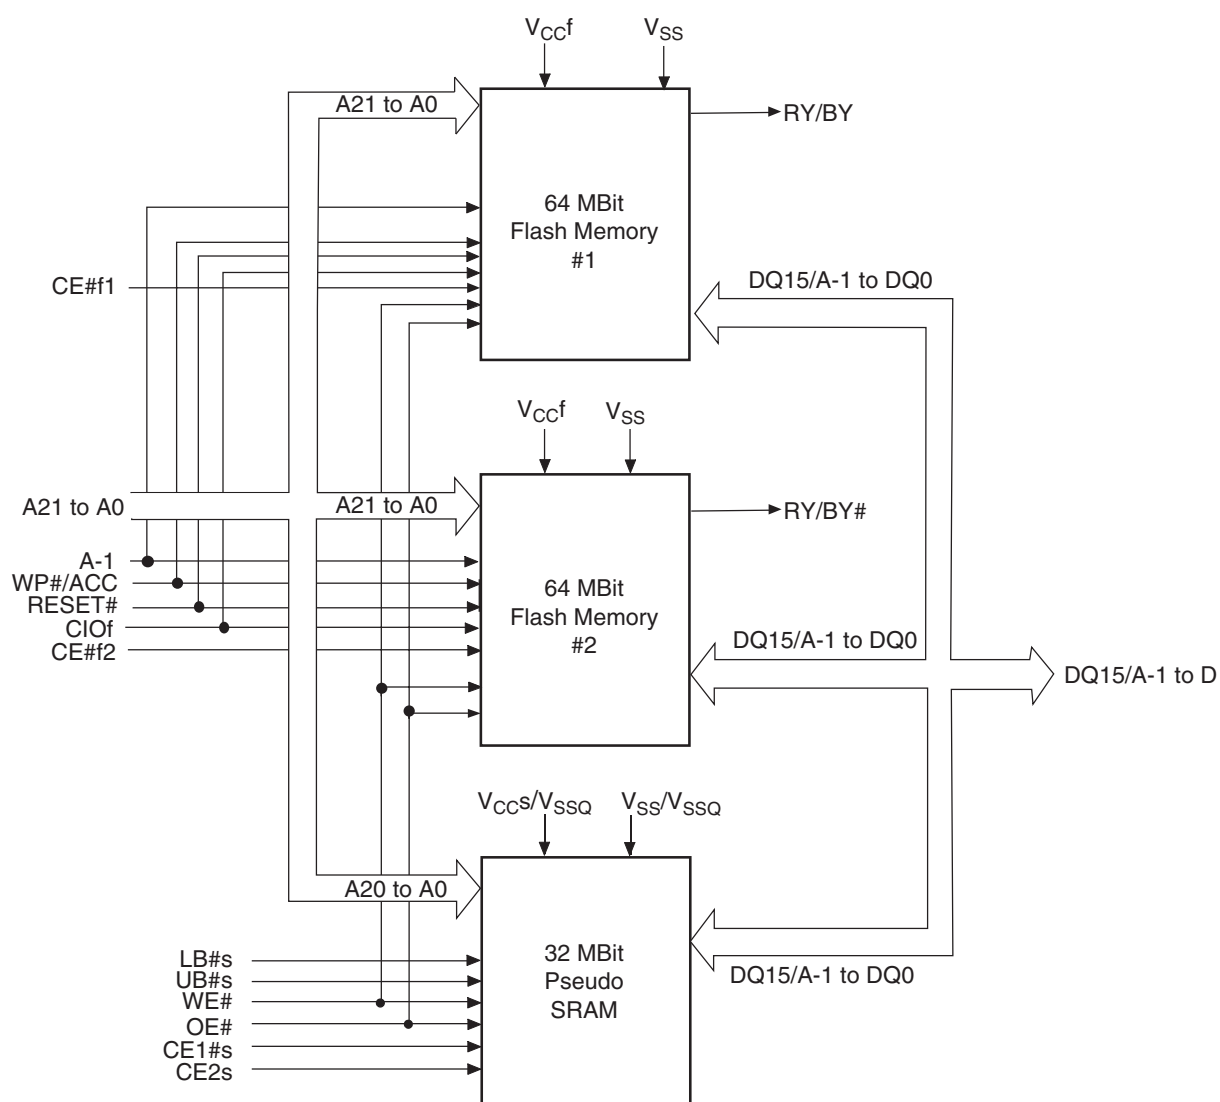 VCCf
VSS
A21 to A0
RY/BY
64 MBit
Flash Memory
#1
CE#f1
DQ15/A-1 to DQ0
VCCf
VSS
A21 to A0
A21 to A0
RY/BY#
A-1
WP#/ACC
RESET#
CIOf
CE#f2
64 MBit
Flash Memory
#2
DQ15/A-1 to DQ0
DQ15/A-1 to D
VCCs/VSSQ
VSS/VSSQ
A20 to A0
LB#s
UB#s
WE#
OE#
CE1#s
CE2s
32 MBit
Pseudo
SRAM
DQ15/A-1 to DQ0